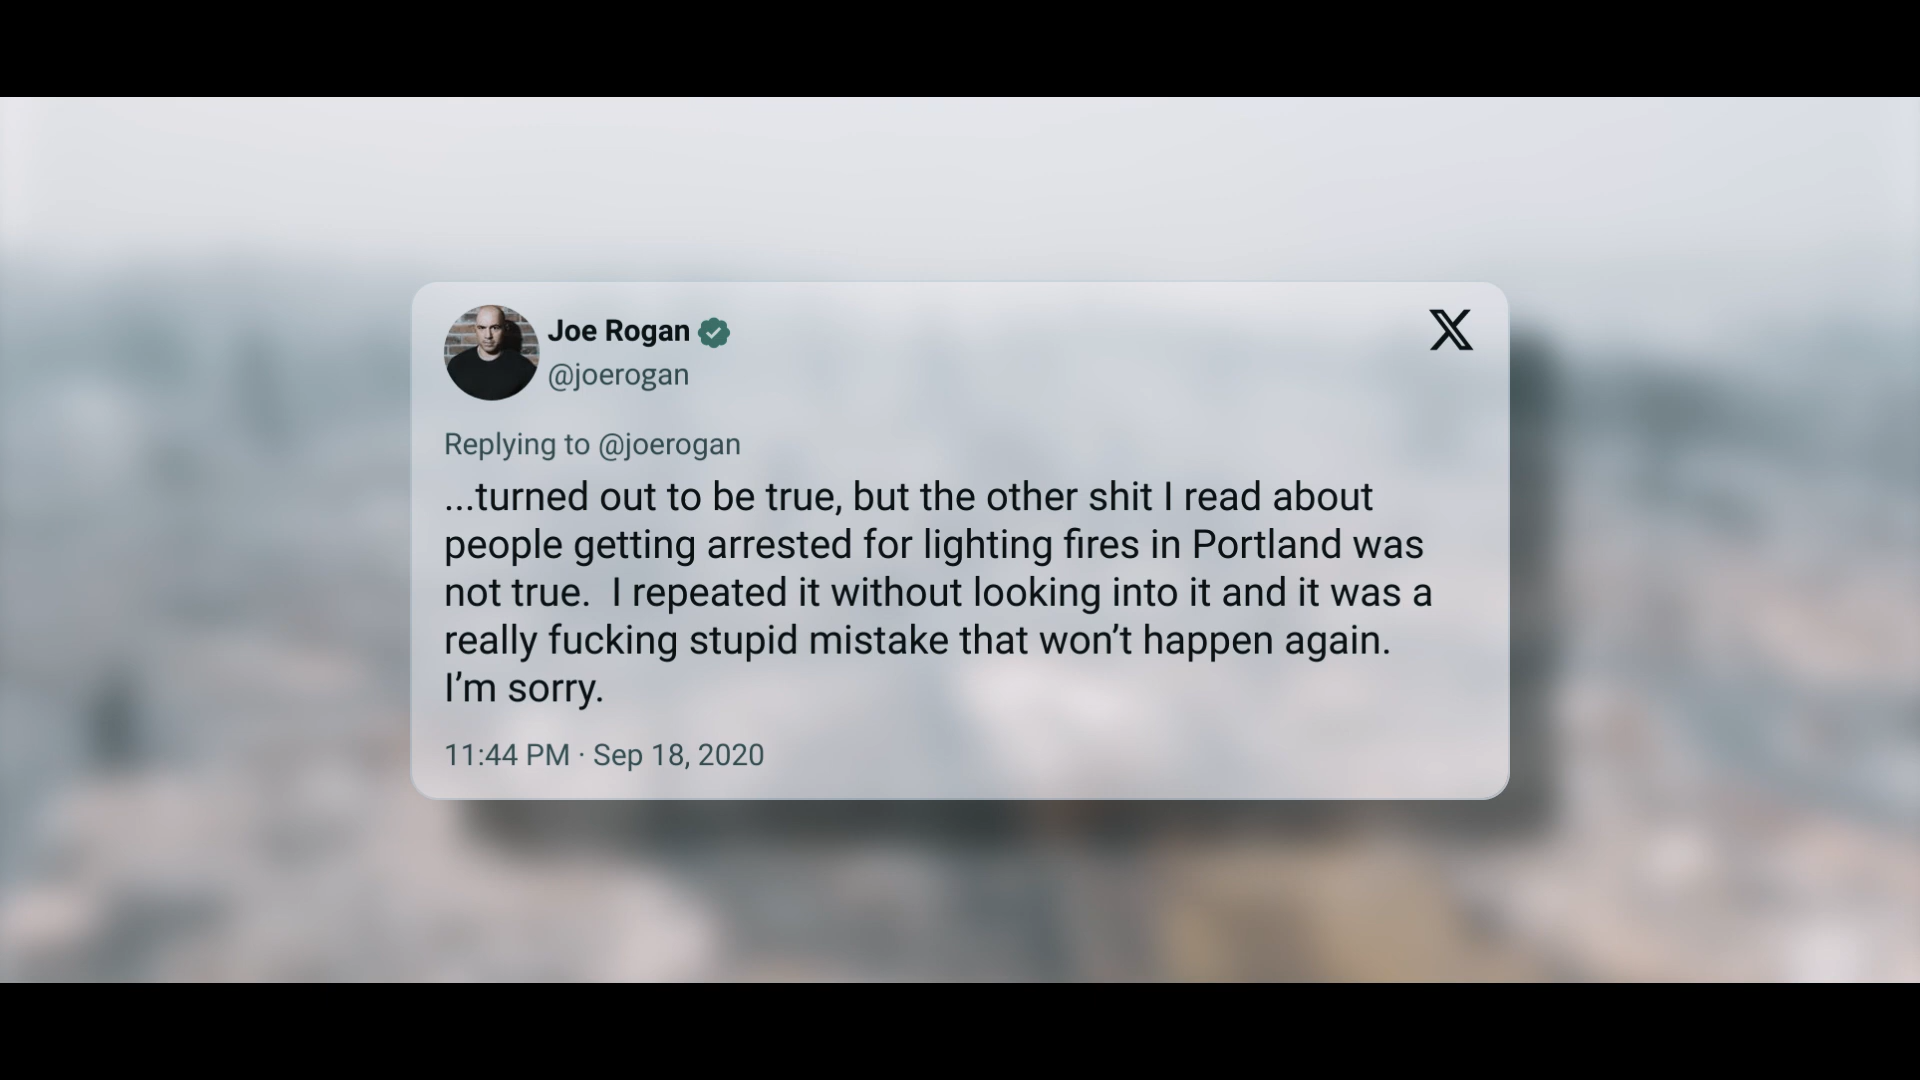 Joe Rogan
@joerogan
Replying to @joerogan
...turned out to be true, but the other shit I read about
people getting arrested for lighting fires in Portland was
not true.  I repeated it without looking into it and it was a
really fucking stupid mistake that won’t happen again.
I’m sorry.
11:44 PM · Sep 18, 2020